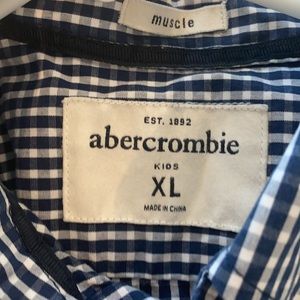 muscle
EST. 1892
abercrombie
KIDS
XL
MADE IN CHINA